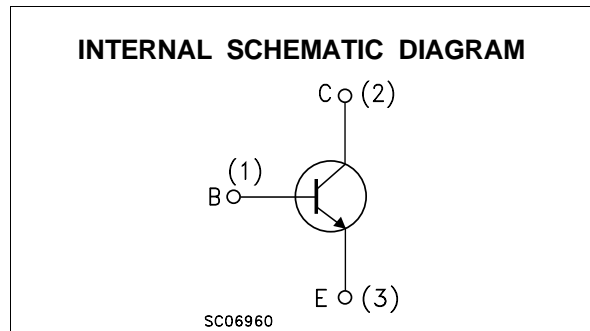 INTERNAL SCHEMATIC DIAGRAM
C (2)
(1)
B
E (3)
SC06960